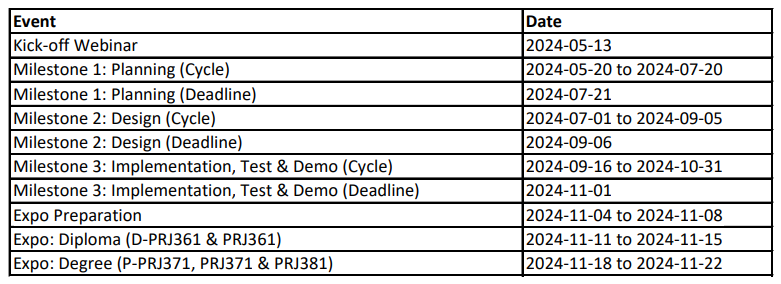 Event Date
Kick-off Webinar 2024-05-13
Milestone 1: Planning (Cycle) 2024-05-20 to 2024-07-20
Milestone 1: Planning (Deadline) 2024-07-21
Milestone 2: Design (Cycle) 2024-07-01 to 2024-09-05
Milestone 2: Design (Deadline) 2024-09-06
Milestone 3: Implementation, Test & Demo (Cycle) 2024-09-16 to 2024-10-31
Milestone 3: Implementation, Test & Demo (Deadline) 2024-11-01
Expo Preparation 2024-11-04 to 2024-11-08
Expo: Diploma (D-PRJ361 & PRJ361) 2024-11-11 to 2024-11-15
Expo: Degree (P-PRJ371, PRJ371 & PRJ381) 2024-11-18 to 2024-11-22